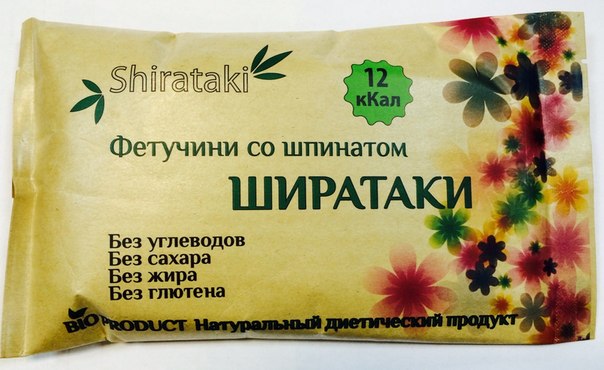 Shirataki
12
кКал
Фетучини со шпинатом
ШИРАТАКИ
Без углеводов
Без сахара
Без жира
Без глютена
BIO PRODUCT Натуральный диетический продукт